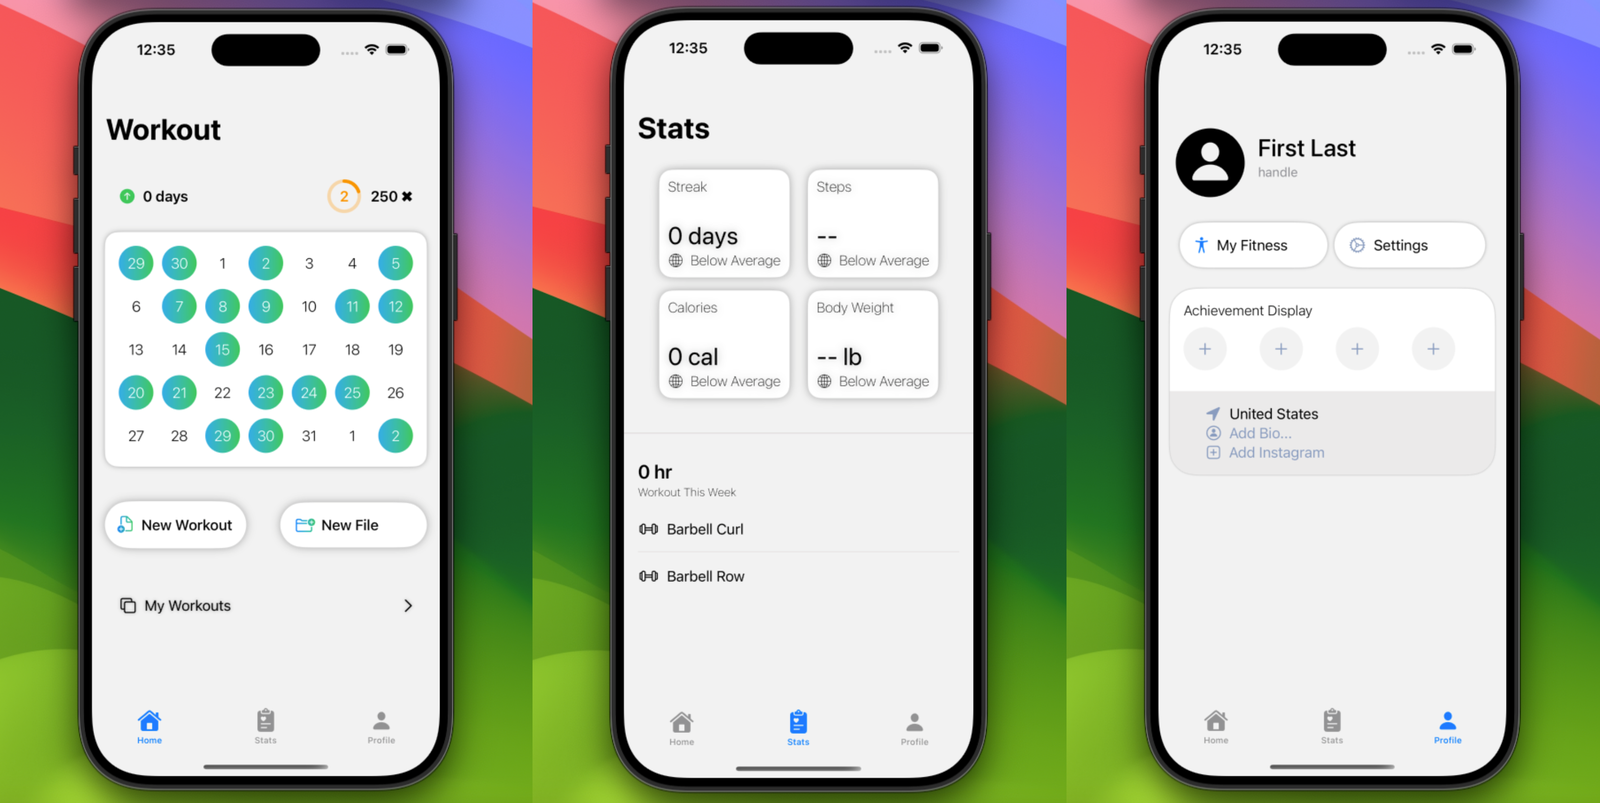 12:35
Workout
0 days
2
250 ✖
29 30 1 2 3 4 5
6 7 8 9 10 11 12
13 14 15 16 17 18 19
20 21 22 23 24 25 26
27 28 29 30 31 1 2
New Workout
New File
My Workouts
Home
Stats
Profile
12:35
Stats
Streak
0 days
Below Average
Steps
--
Below Average
Calories
0 cal
Below Average
Body Weight
-- lb
Below Average
0 hr
Workout This Week
Barbell Curl
Barbell Row
Home
Stats
Profile
12:35
First Last
handle
My Fitness
Settings
Achievement Display
+ + + +
United States
Add Bio...
Add Instagram
Home
Stats
Profile